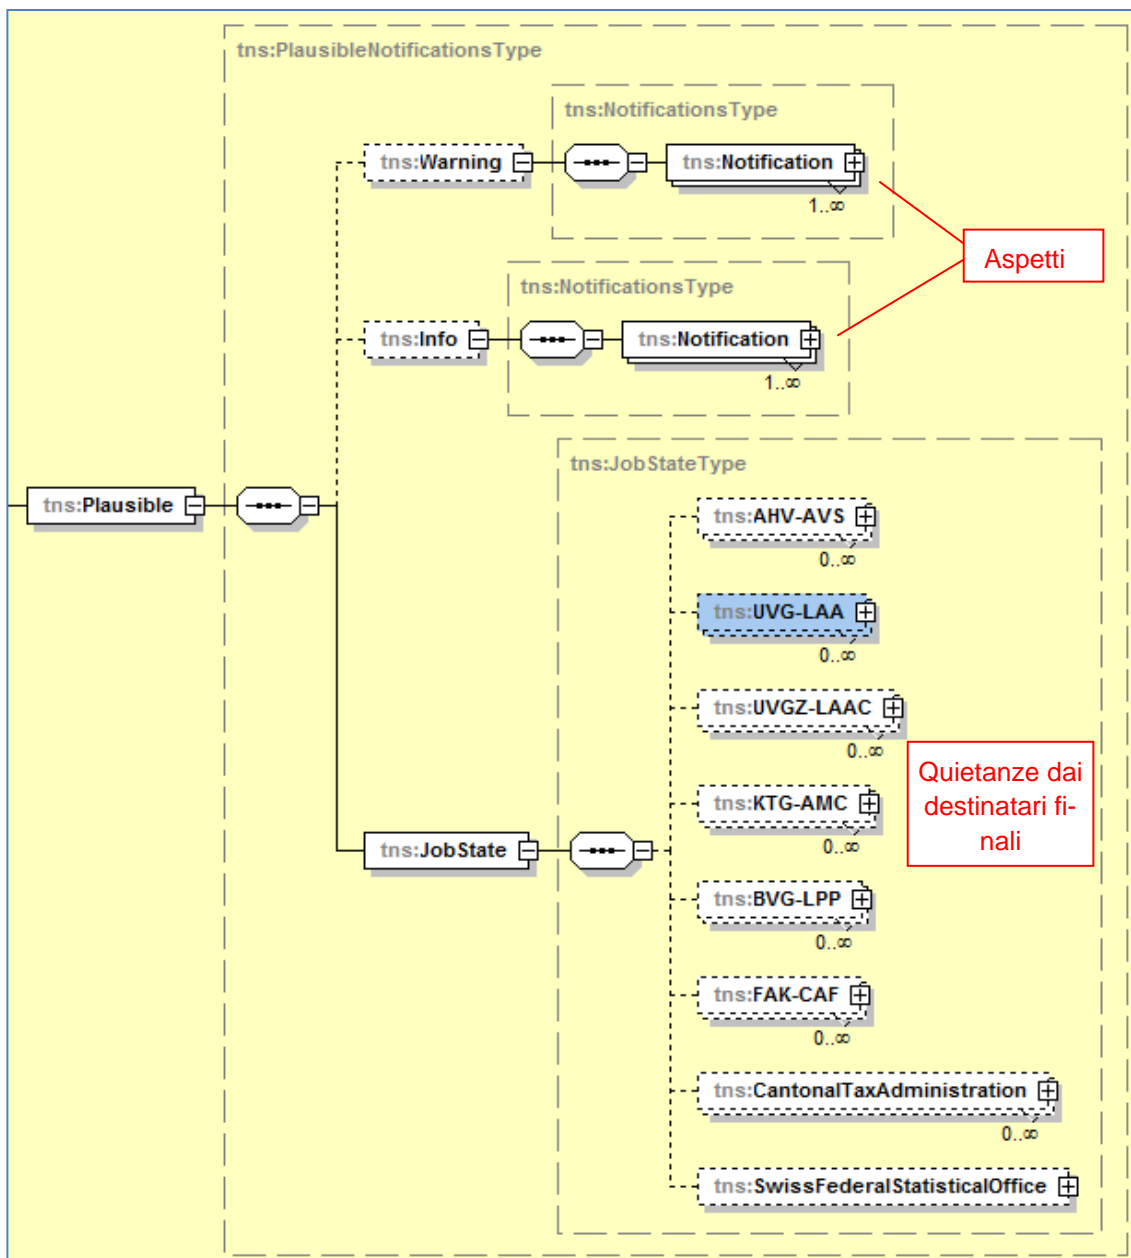 tns:PlausibleNotificationsType
tns:NotificationsType
tns:Warning
tns:Notification
1..∞
Aspetti
tns:NotificationsType
tns:Info
tns:Notification
1..∞
tns:JobStateType
tns:Plausible
tns:AHV-AVS
0..∞
tns:UVG-LAA
0..∞
tns:UVGZ-LAAC
0..∞
Quietanze dai
destinatari fi-
nali
tns:KTG-AMC
0..∞
tns:JobState
tns:BVG-LPP
0..∞
tns:FAK-CAF
0..∞
tns:CantonalTaxAdministration
0..∞
tns:SwissFederalStatisticalOffice